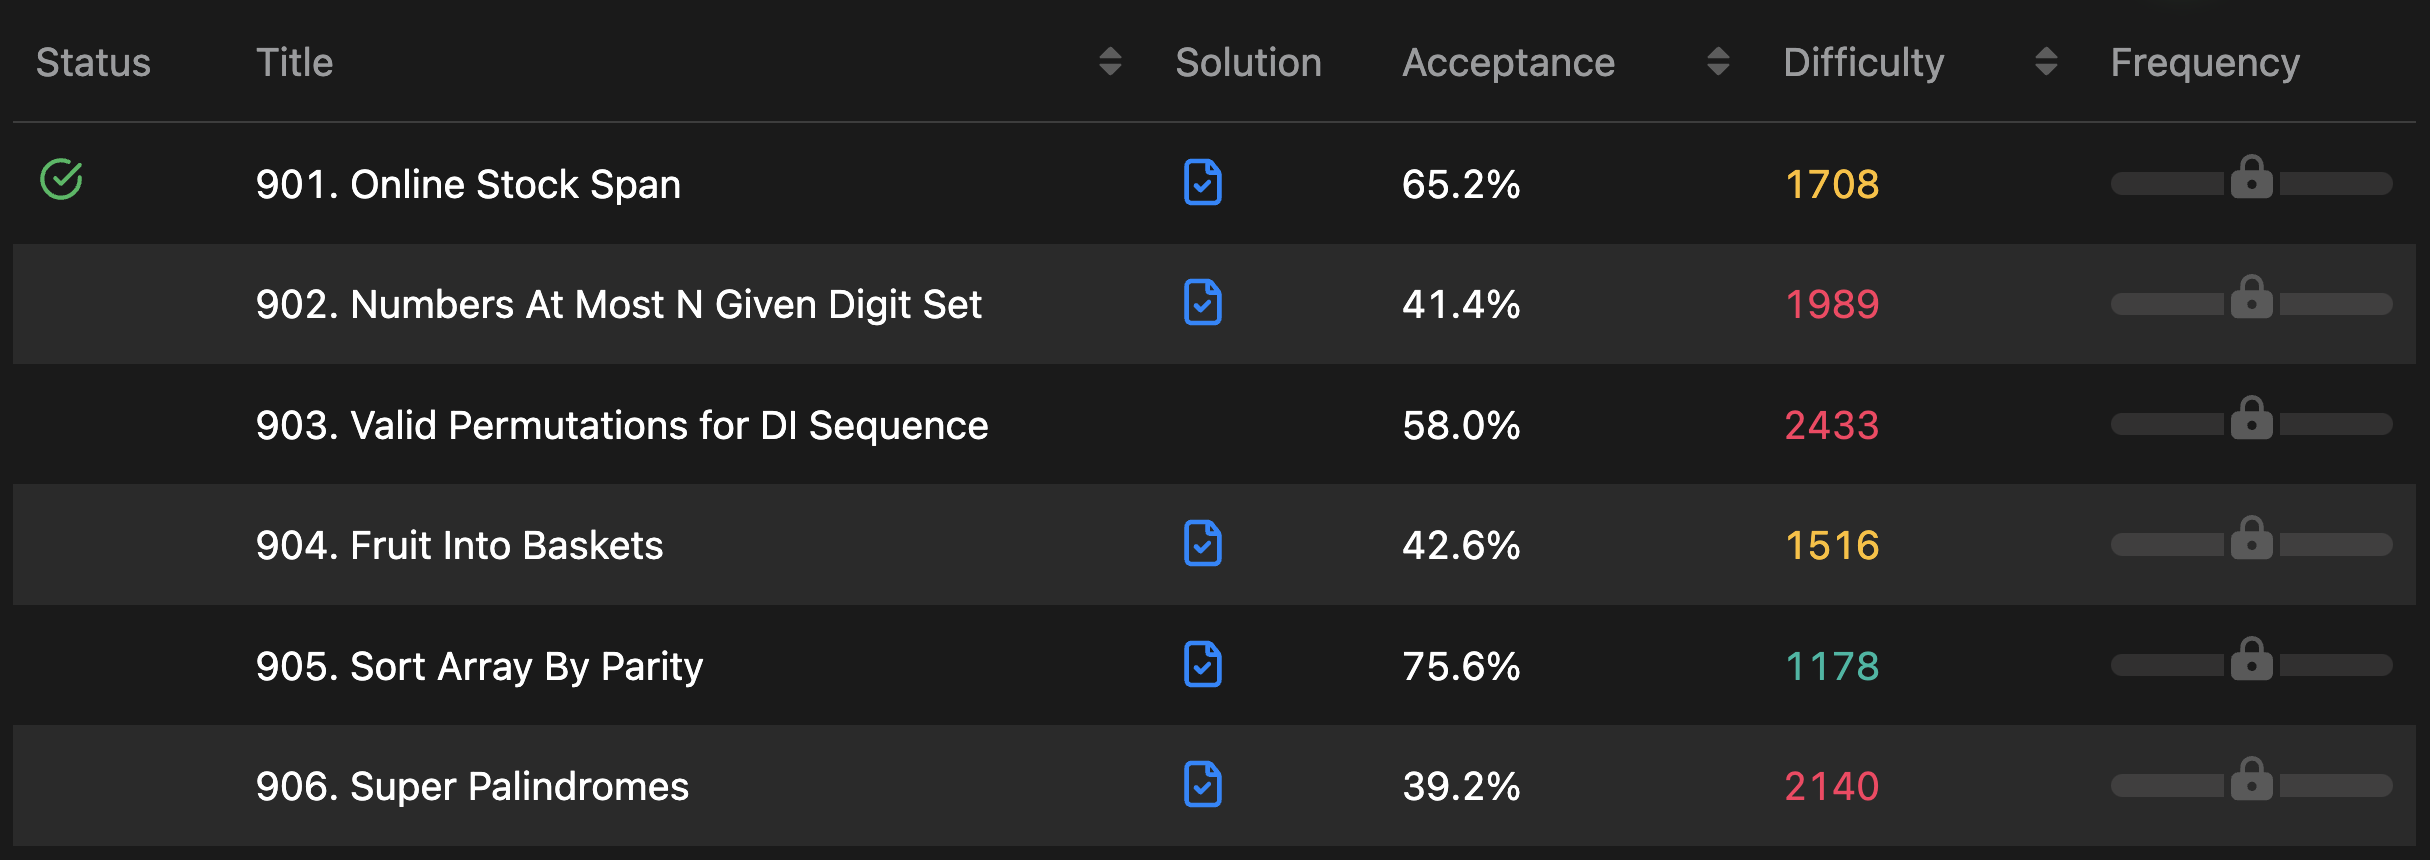 Status Title Solution Acceptance Difficulty Frequency
901. Online Stock Span 65.2% 1708
902. Numbers At Most N Given Digit Set 41.4% 1989
903. Valid Permutations for DI Sequence 58.0% 2433
904. Fruit Into Baskets 42.6% 1516
905. Sort Array By Parity 75.6% 1178
906. Super Palindromes 39.2% 2140